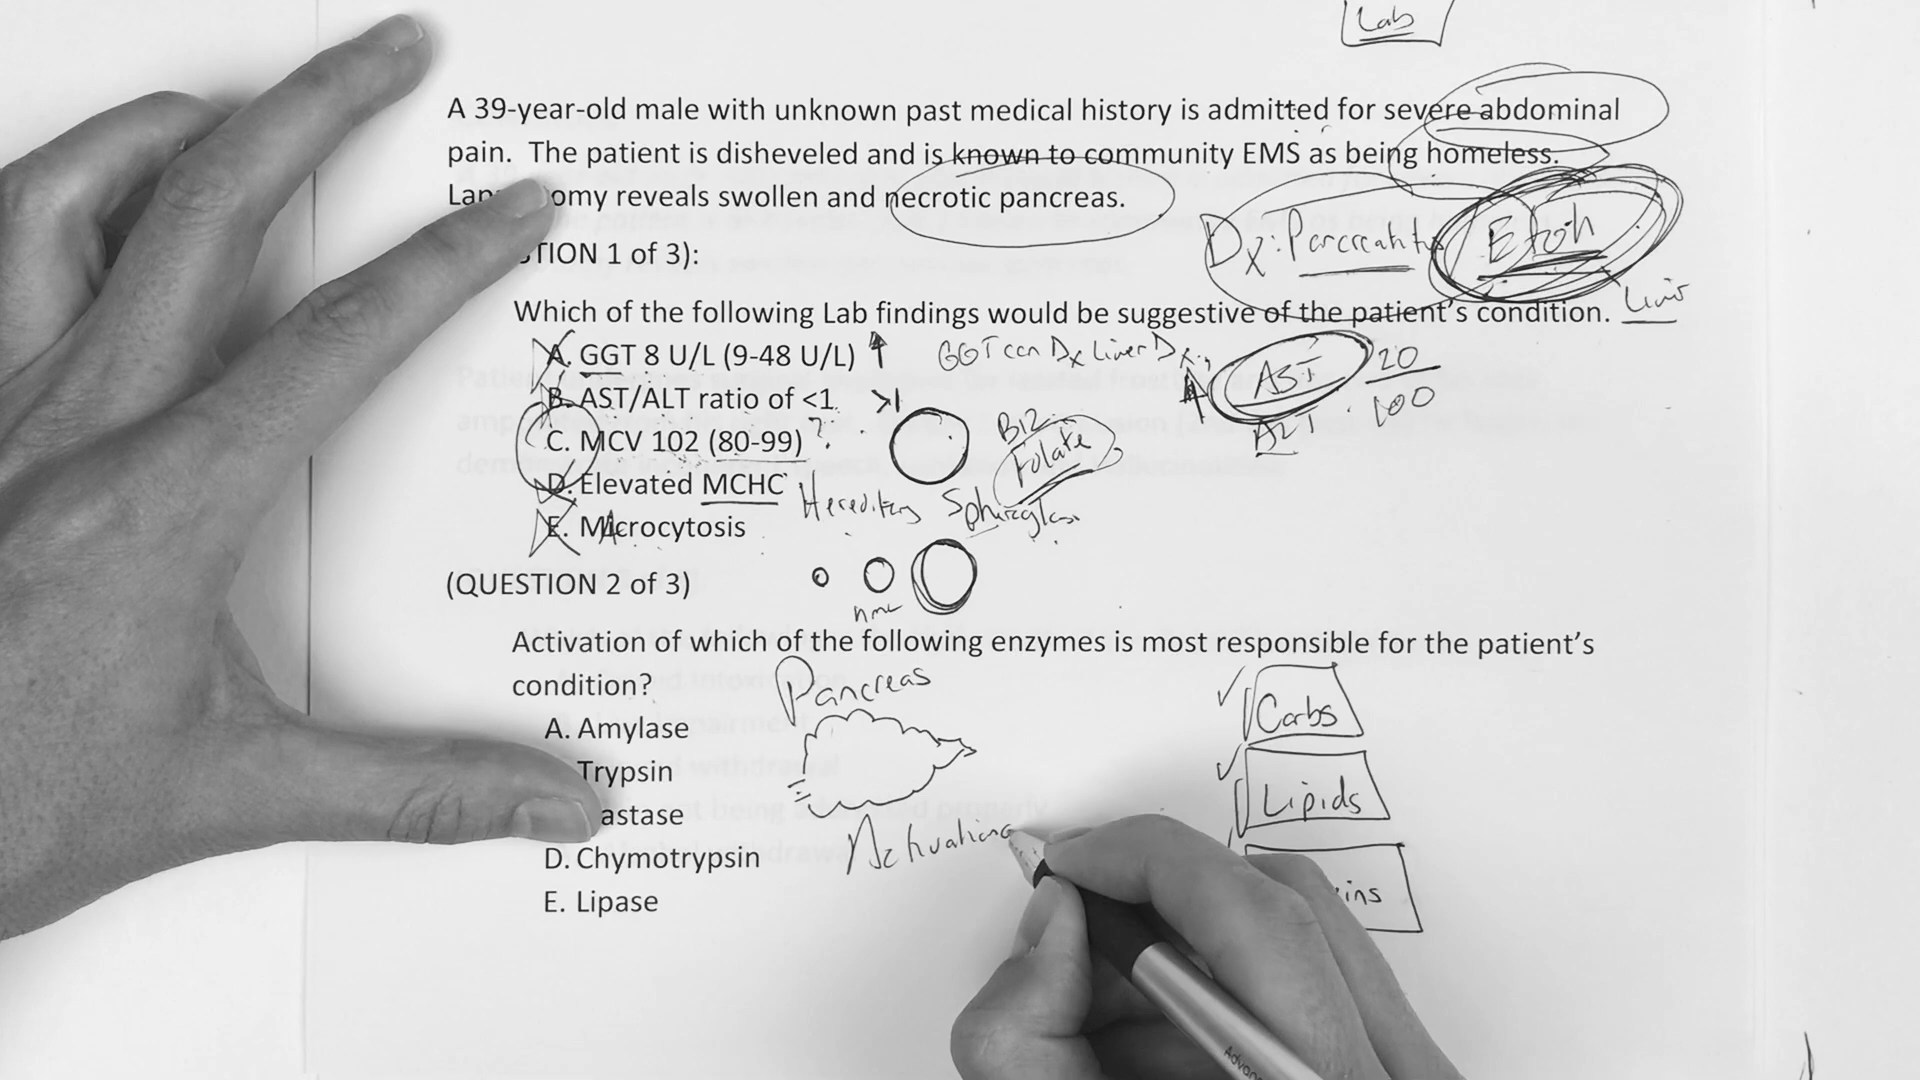 Lab
A 39-year-old male with unknown past medical history is admitted for severe abdominal
pain. The patient is disheveled and is known to community EMS as being homeless.
Lap omy reveals swollen and necrotic pancreas.
Dx: Pancreatitis Etoh
TION 1 of 3):
Liver
Which of the following Lab findings would be suggestive of the patient's condition.
A. GGT 8 U/L (9-48 U/L) ↑ GGT can Dx Liver Dx.
AST 20
B. AST/ALT ratio of <1 >1
ALT 100
C. MCV 102 (80-99) ? B12
Folate
D. Elevated MCHC Hereditary
E. Microcytosis A
(QUESTION 2 of 3)
Activation of which of the following enzymes is most responsible for the patient's
condition? Pancreas
Carbs
A. Amylase
Trypsin
Lipids
astase
Activation
D. Chymotrypsin
ins
E. Lipase